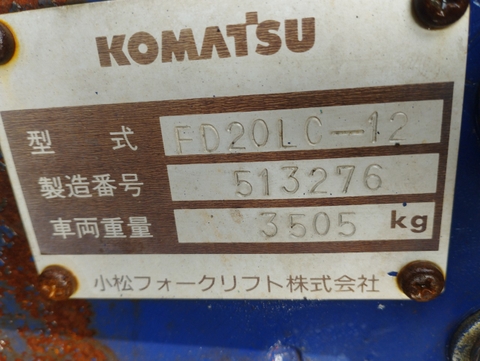 KOMATSU
型 式 FD20LC-12
製造番号 513276
車両重量 3505 kg
小松フォークリフト株式会社